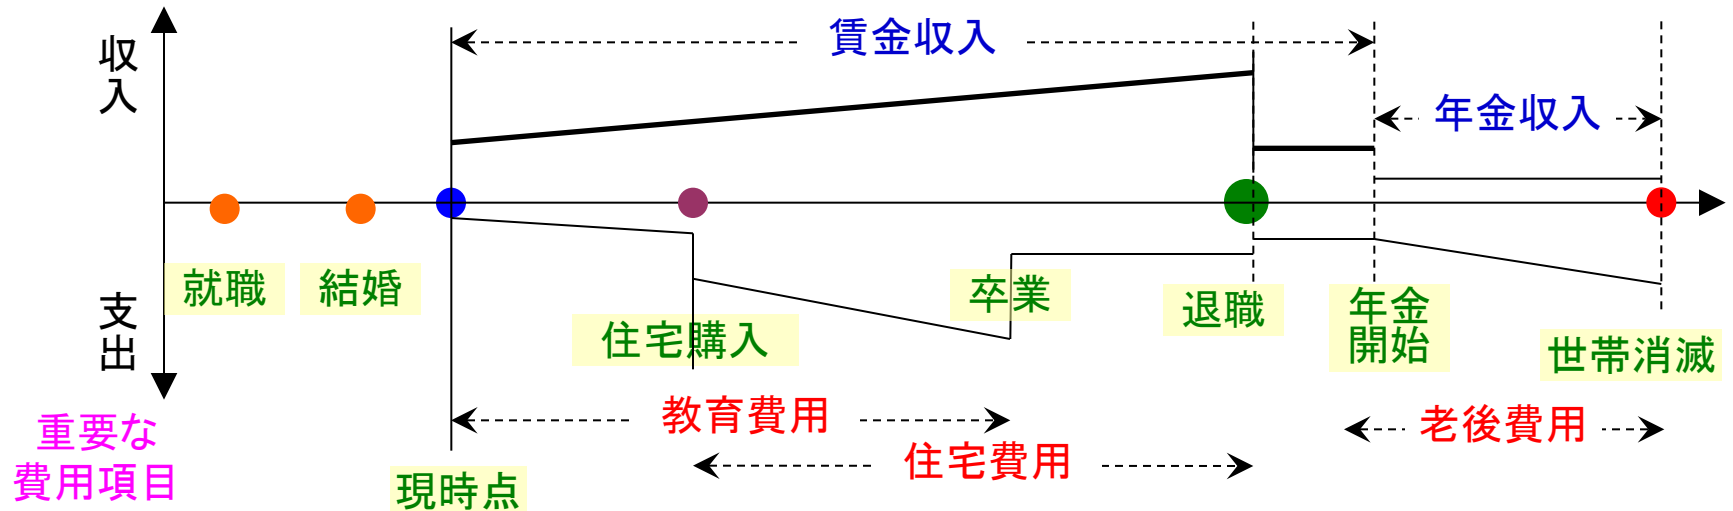 収入
賃金収入
年金収入
就職
結婚
住宅購入
卒業
退職
年金
開始
世帯消滅
支出
重要な
費用項目
教育費用
住宅費用
老後費用
現時点